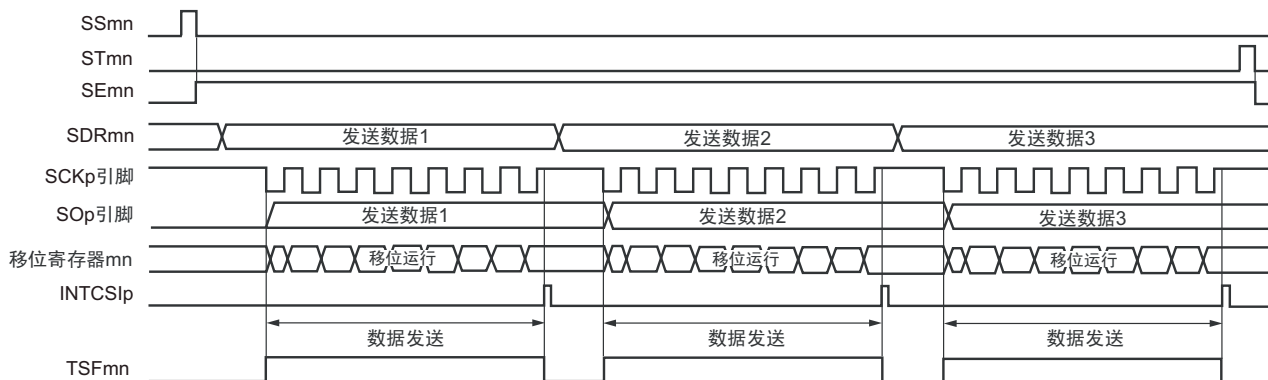 SSmn
STmn
SEmn
SDRmn 发送数据1 发送数据2 发送数据3
SCKp引脚
SOp引脚 发送数据1 发送数据2 发送数据3
移位寄存器mn 移位运行 移位运行 移位运行
INTCSIp
数据发送 数据发送 数据发送
TSFmn